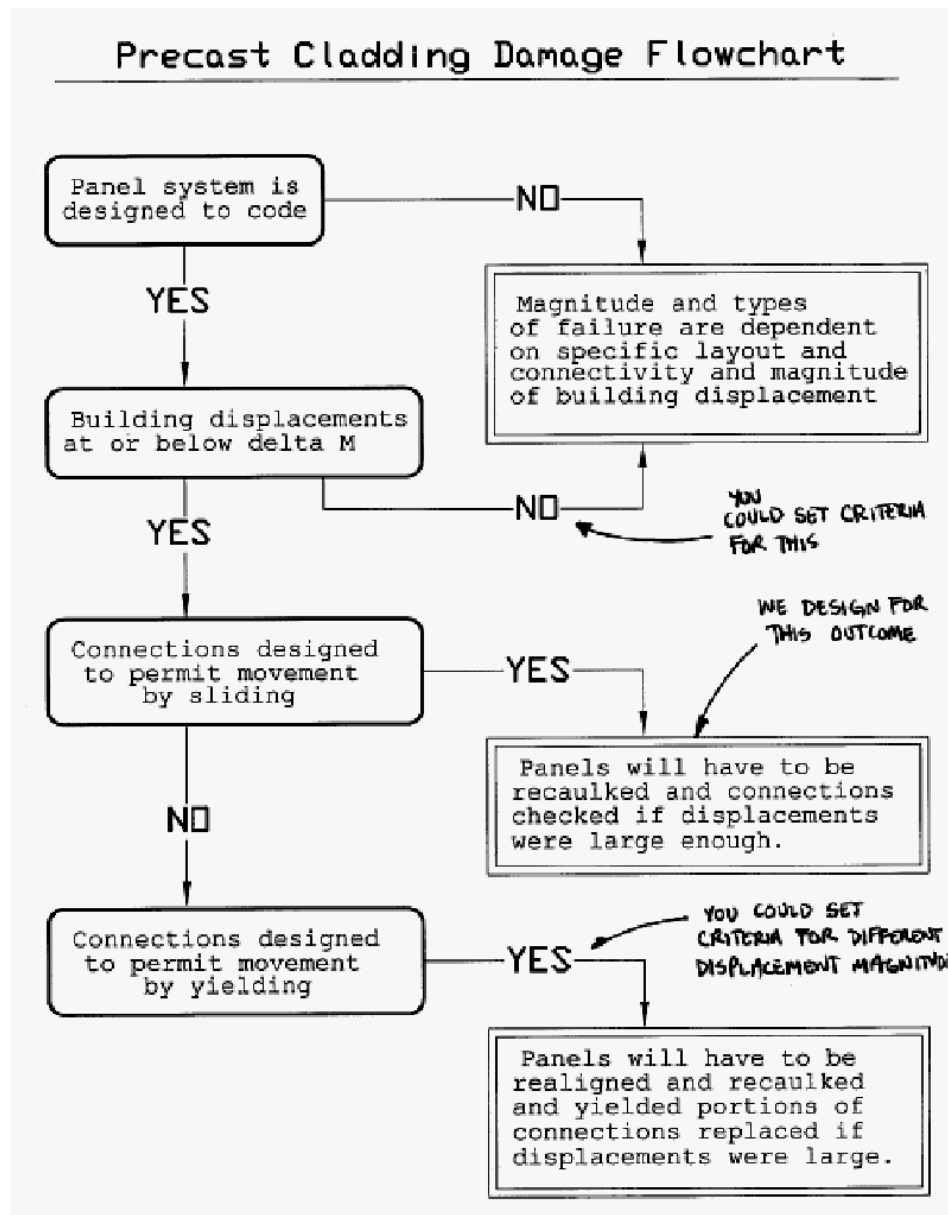 Precast Cladding Damage Flowchart
Panel system is
designed to code
NO
YES
Magnitude and types
of failure are dependent
on specific layout and
connectivity and magnitude
of building displacement
Building displacements
at or below delta M
NO
YOU
COULD SET CRITERIA
FOR THIS
YES
WE DESIGN FOR
THIS OUTCOME
Connections designed
to permit movement
by sliding
YES
Panels will have to be
recaulked and connections
checked if displacements
were large enough.
NO
YOU COULD SET
CRITERIA FOR DIFFERENT
DISPLACEMENT MAGNITUD
Connections designed
to permit movement
by yielding
YES
Panels will have to be
realigned and recaulked
and yielded portions of
connections replaced if
displacements were large.